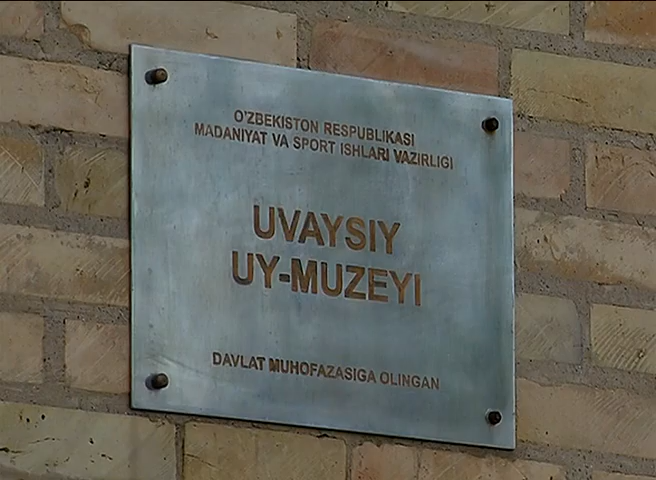 O'ZBEKISTON RESPUBLIKASI
MADANIYAT VA SPORT ISHLARI VAZIRLIGI
UVAYSIY
UY-MUZEYI
DAVLAT MUHOFAZASIGA OLINGAN